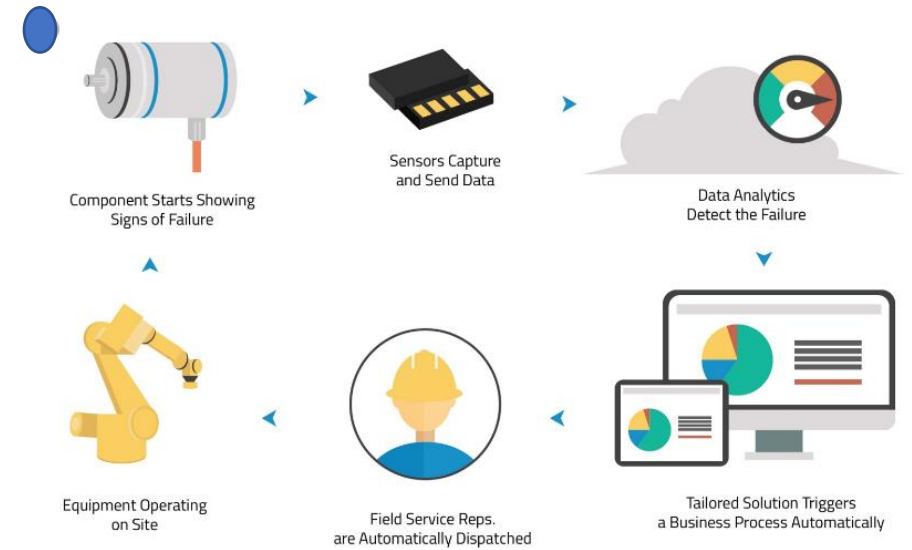 Component Starts Showing
Signs of Failure
Sensors Capture
and Send Data
Data Analytics
Detect the Failure
Tailored Solution Triggers
a Business Process Automatically
Field Service Reps.
are Automatically Dispatched
Equipment Operating
on Site